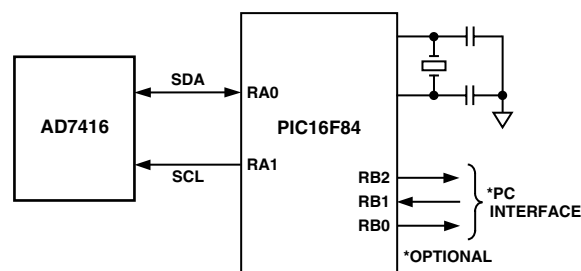 SDA
RA0
AD7416
PIC16F84
RA1
SCL
RB2
RB1
RB0
*PC
INTERFACE
*OPTIONAL